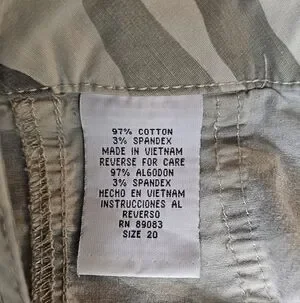 97% COTTON
3% SPANDEX
MADE IN VIETNAM
REVERSE FOR CARE
97% ALGODON
3% SPANDEX
HECHO EN VIETNAM
INSTRUCCIONES AL
REVERSO
RN 89083
SIZE 20